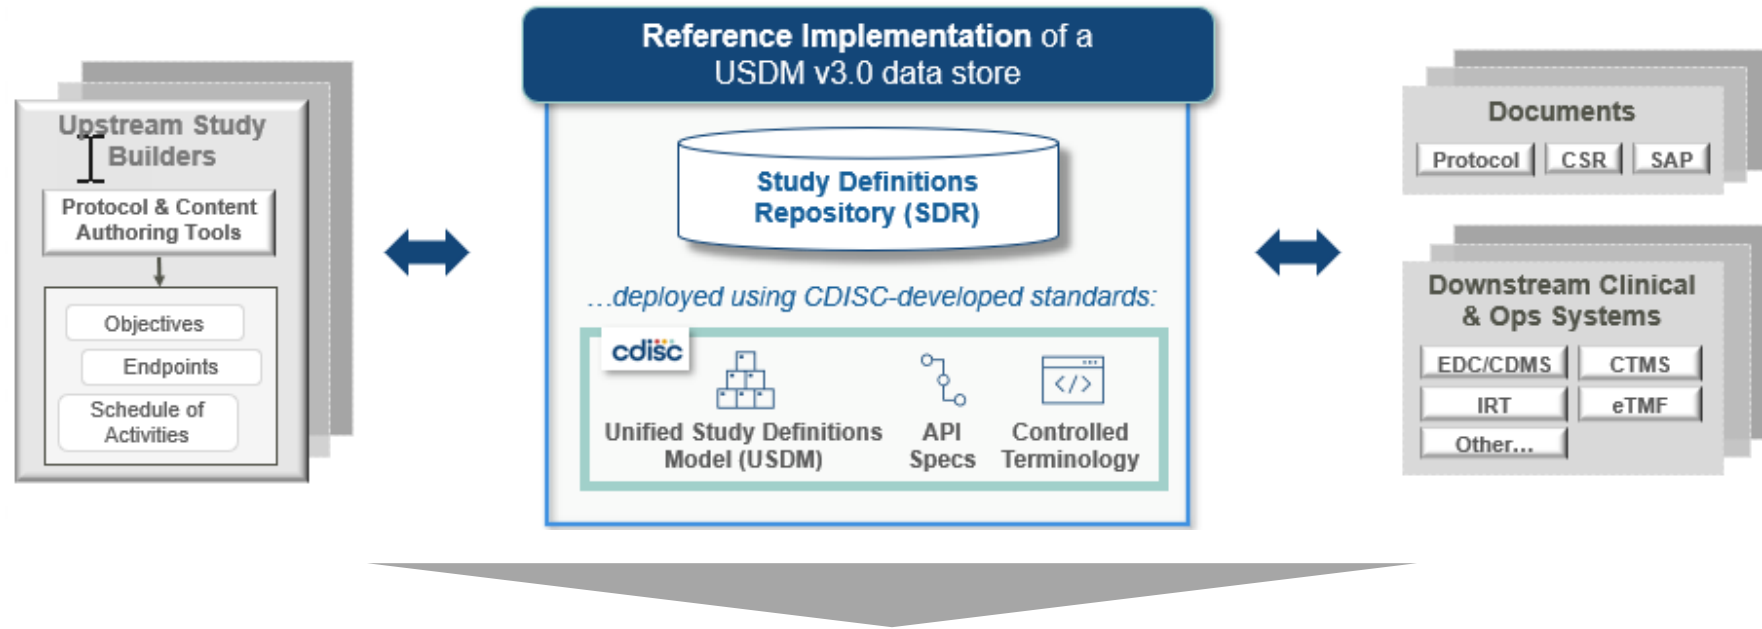 Reference Implementation of a
USDM v3.0 data store
Upstream Study
Builders
Protocol & Content
Authoring Tools
Objectives
Endpoints
Schedule of
Activities
Study Definitions
Repository (SDR)
...deployed using CDISC-developed standards:
cdisc
</>
Unified Study Definitions
Model (USDM)
API
Specs
Controlled
Terminology
Documents
Protocol
CSR
SAP
Downstream Clinical
& Ops Systems
EDC/CDMS
CTMS
IRT
eTMF
Other...